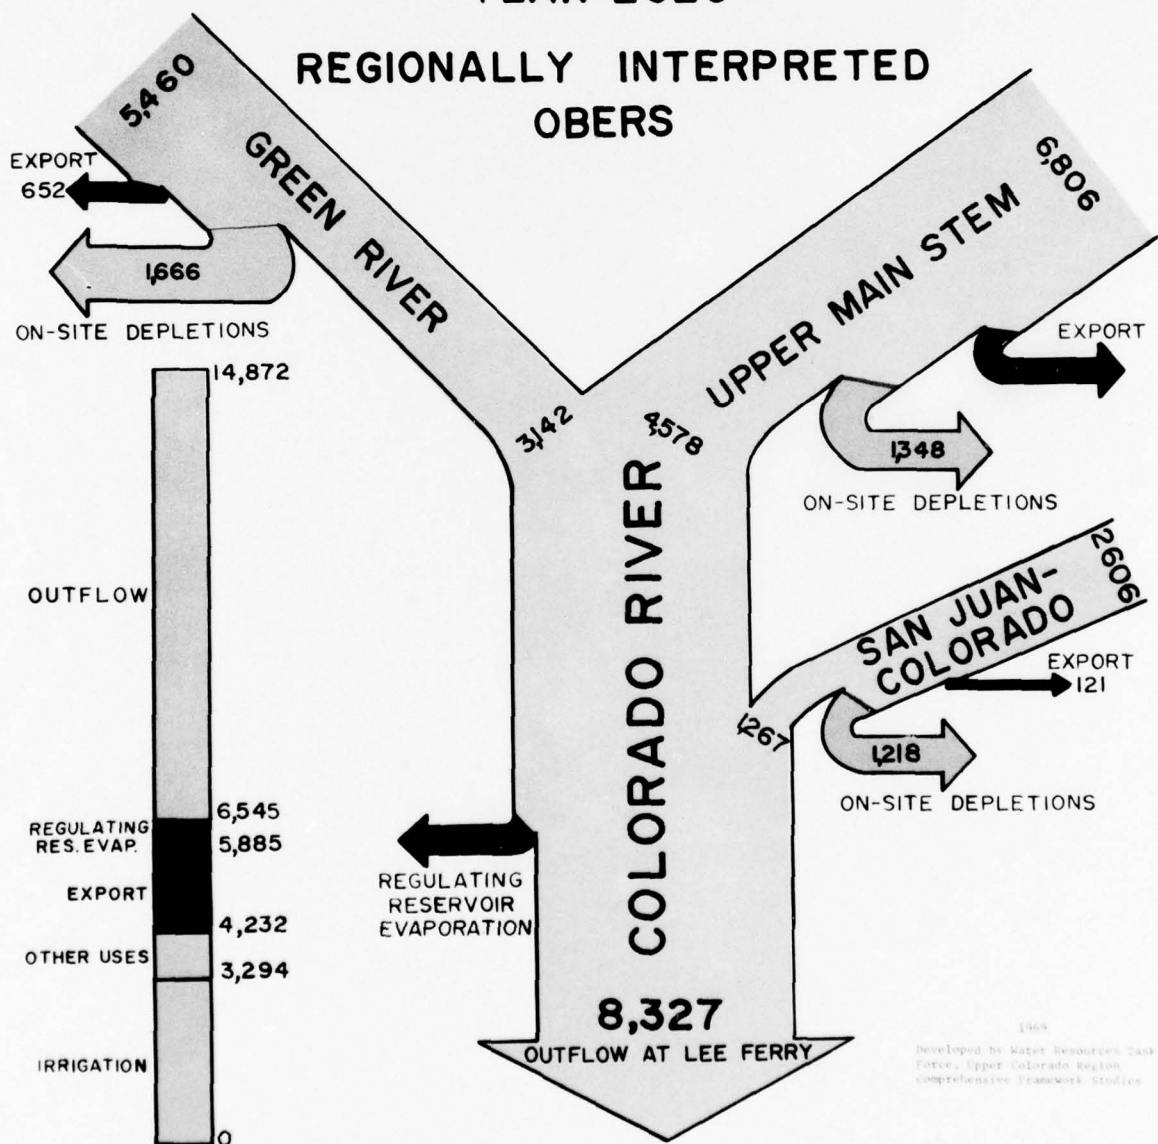 REGIONALLY INTERPRETED
OBERS
5,460
GREEN RIVER
EXPORT
652
1,666
ON-SITE DEPLETIONS
3,142
6,806
UPPER MAIN STEM
EXPORT
4,578
1,348
ON-SITE DEPLETIONS
COLORADO RIVER
2606
SAN JUAN-
COLORADO
EXPORT
121
1,267
1,218
ON-SITE DEPLETIONS
REGULATING
RESERVOIR
EVAPORATION
8,327
OUTFLOW AT LEE FERRY
14,872
OUTFLOW
6,545
REGULATING
RES. EVAP.
5,885
EXPORT
4,232
OTHER USES
3,294
IRRIGATION
0
1969
Developed by Water Resources Task
Force, Upper Colorado Region
Comprehensive Framework Studies